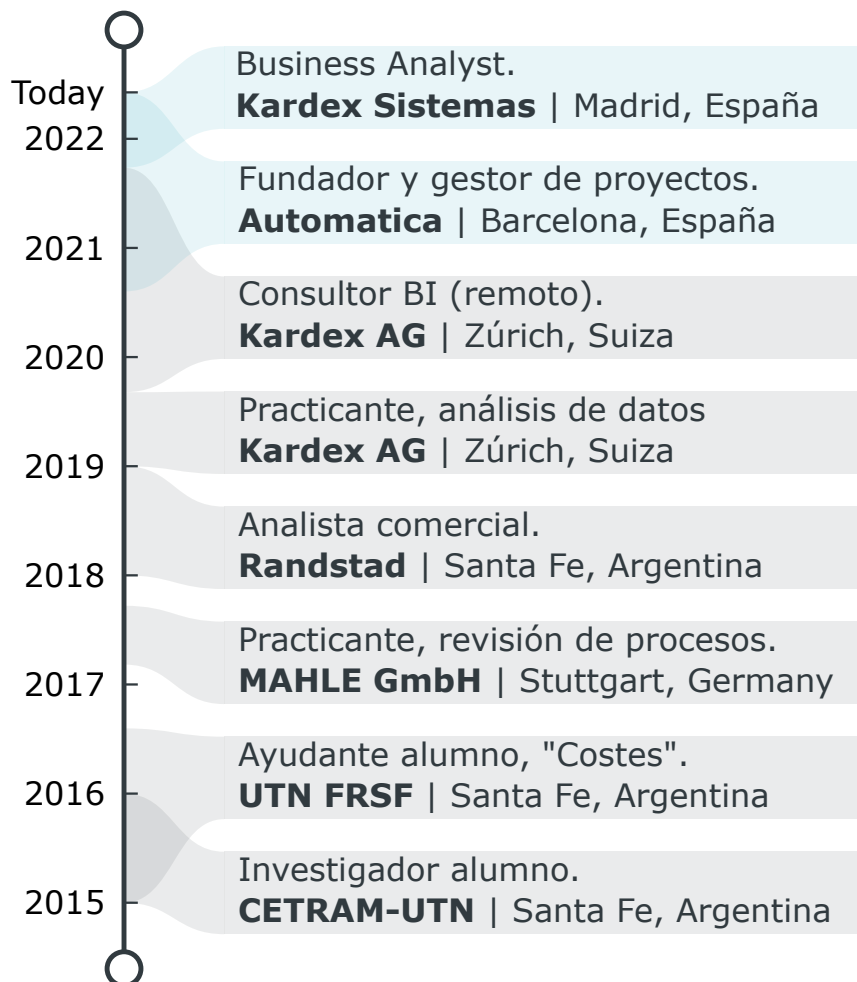 Today
Business Analyst.
Kardex Sistemas | Madrid, España
2022
Fundador y gestor de proyectos.
Automatica | Barcelona, España
2021
Consultor BI (remoto).
Kardex AG | Zúrich, Suiza
2020
Practicante, análisis de datos
Kardex AG | Zúrich, Suiza
2019
Analista comercial.
Randstad | Santa Fe, Argentina
2018
Practicante, revisión de procesos.
MAHLE GmbH | Stuttgart, Germany
2017
Ayudante alumno, "Costes".
UTN FRSF | Santa Fe, Argentina
2016
Investigador alumno.
CETRAM-UTN | Santa Fe, Argentina
2015